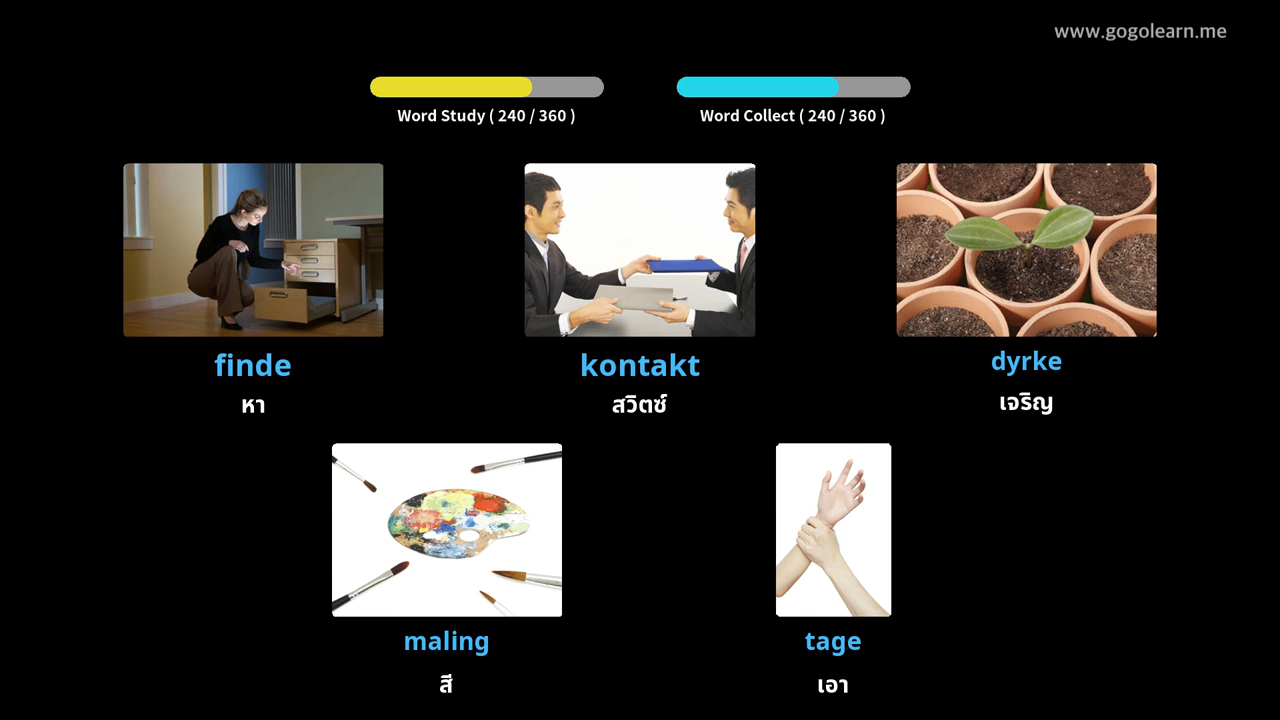 www.gogolearn.me
Word Study ( 240 / 360 )
Word Collect ( 240 / 360 )
finde
หา
kontakt
สวิตซ์
dyrke
เจริญ
maling
สี
tage
เอา